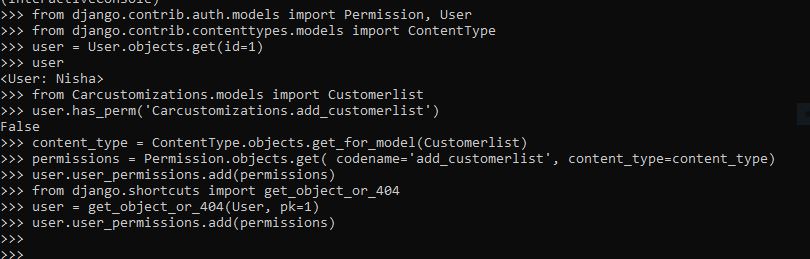 (InteractiveConsole)
>>> from django.contrib.auth.models import Permission, User
>>> from django.contrib.contenttypes.models import ContentType
>>> user = User.objects.get(id=1)
>>> user
<User: Nisha>
>>> from Carcustomizations.models import Customerlist
>>> user.has_perm('Carcustomizations.add_customerlist')
False
>>> content_type = ContentType.objects.get_for_model(Customerlist)
>>> permissions = Permission.objects.get( codename='add_customerlist', content_type=content_type)
>>> user.user_permissions.add(permissions)
>>> from django.shortcuts import get_object_or_404
>>> user = get_object_or_404(User, pk=1)
>>> user.user_permissions.add(permissions)
>>>
>>>